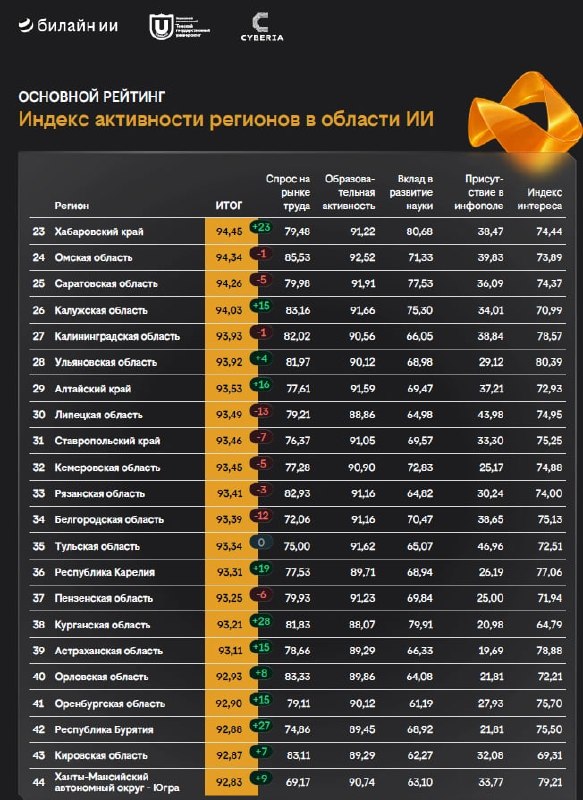 билайн ии
Томский
государственный
университет
CYBERIA
ОСНОВНОЙ РЕЙТИНГ
Индекс активности регионов в области ИИ
Регион ИТОГ Спрос на рынке труда Образова- тельная активность Вклад в развитие науки Присут- ствие в инфополе Индекс интереса
23 Хабаровский край 94,45 +23 79,48 91,22 80,68 38,47 74,44
24 Омская область 94,34 -1 85,53 92,52 71,33 39,83 73,89
25 Саратовская область 94,26 -5 79,98 91,91 77,53 36,09 74,37
26 Калужская область 94,03 +15 83,16 91,66 75,30 34,01 70,99
27 Калининградская область 93,93 -1 82,02 90,56 66,05 38,84 78,57
28 Ульяновская область 93,92 +4 81,97 90,12 68,98 29,12 80,39
29 Алтайский край 93,53 +16 77,61 91,59 69,47 37,21 72,93
30 Липецкая область 93,49 -13 79,21 88,86 64,98 43,98 74,95
31 Ставропольский край 93,46 -7 76,37 91,05 69,57 33,30 75,25
32 Кемеровская область 93,45 -5 77,28 90,90 72,83 25,17 74,88
33 Рязанская область 93,41 -3 82,93 91,16 64,82 30,24 74,00
34 Белгородская область 93,39 -12 72,06 91,16 70,47 38,65 75,13
35 Тульская область 93,34 0 75,00 91,62 65,07 46,96 72,51
36 Республика Карелия 93,31 +19 77,53 89,71 68,94 26,19 77,06
37 Пензенская область 93,25 -6 79,93 91,23 69,84 25,00 71,94
38 Курганская область 93,21 +28 81,83 88,07 79,91 20,98 64,79
39 Астраханская область 93,11 +15 78,66 89,29 66,33 19,69 78,88
40 Орловская область 92,93 +8 83,33 89,86 64,08 21,81 72,21
41 Оренбургская область 92,90 +15 79,11 90,12 61,19 27,93 75,70
42 Республика Бурятия 92,88 +27 74,86 89,45 68,92 21,81 75,50
43 Кировская область 92,87 +7 83,11 89,29 62,27 32,08 69,31
44 Ханты-Мансийский автономный округ - Югра 92,83 +9 69,17 90,74 63,10 33,77 79,21